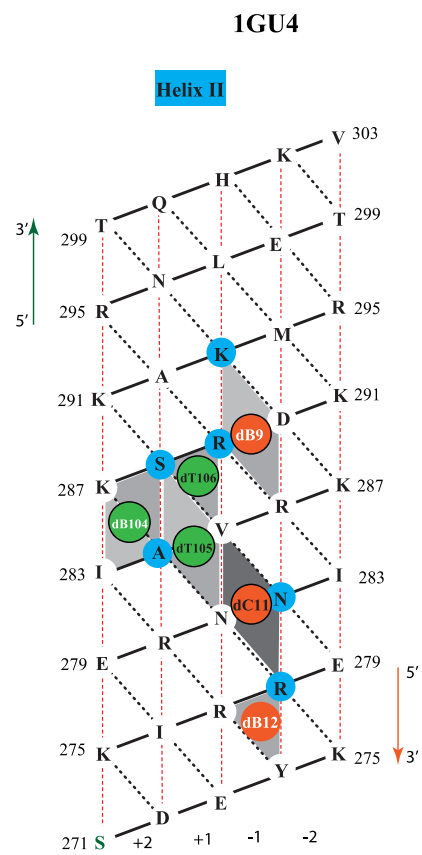 1GU4
Helix II
V 303
K
H
Q
T 299
3′
T 299
E
L
N
R 295
5′
R 295
M
K
A
K 291
K 291
D
R
dB9
S
dT106
K 287
K 287
R
V
dB104
dT105
A
I 283
I 283
N
dC11
N
R
E 279
E 279
5′
R
R
dB12
I
K 275
K 275
3′
Y
E
D
271 S
+2 +1 -1 -2